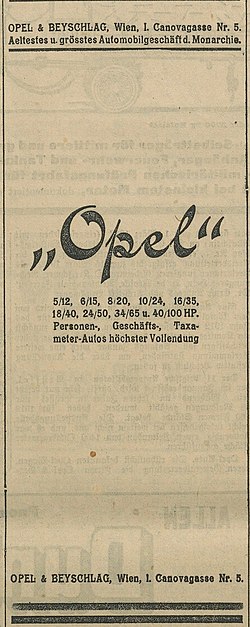 OPEL & BEYSCHLAG, Wien, I. Canovagasse Nr. 5.
Aeltestes u. grösstes Automobilgeschäft d. Monarchie.
„Opel“
5/12, 6/15, 8/20, 10/24, 16/35,
18/40, 24/50, 34/65 u. 40/100 HP.
Personen-, Geschäfts-, Taxa-
meter-Autos höchster Vollendung
OPEL & BEYSCHLAG, Wien, I. Canovagasse Nr. 5.